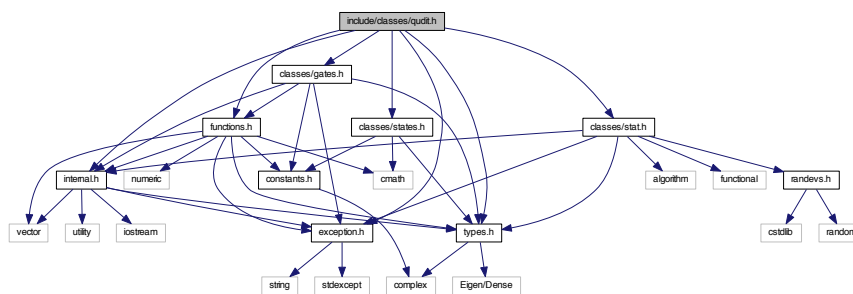 include/classes/qudit.h
classes/gates.h
functions.h
classes/states.h
classes/stat.h
internal.h
numeric
constants.h
cmath
algorithm
functional
randevs.h
vector
utility
iostream
exception.h
types.h
cstdlib
random
string
stdexcept
complex
Eigen/Dense